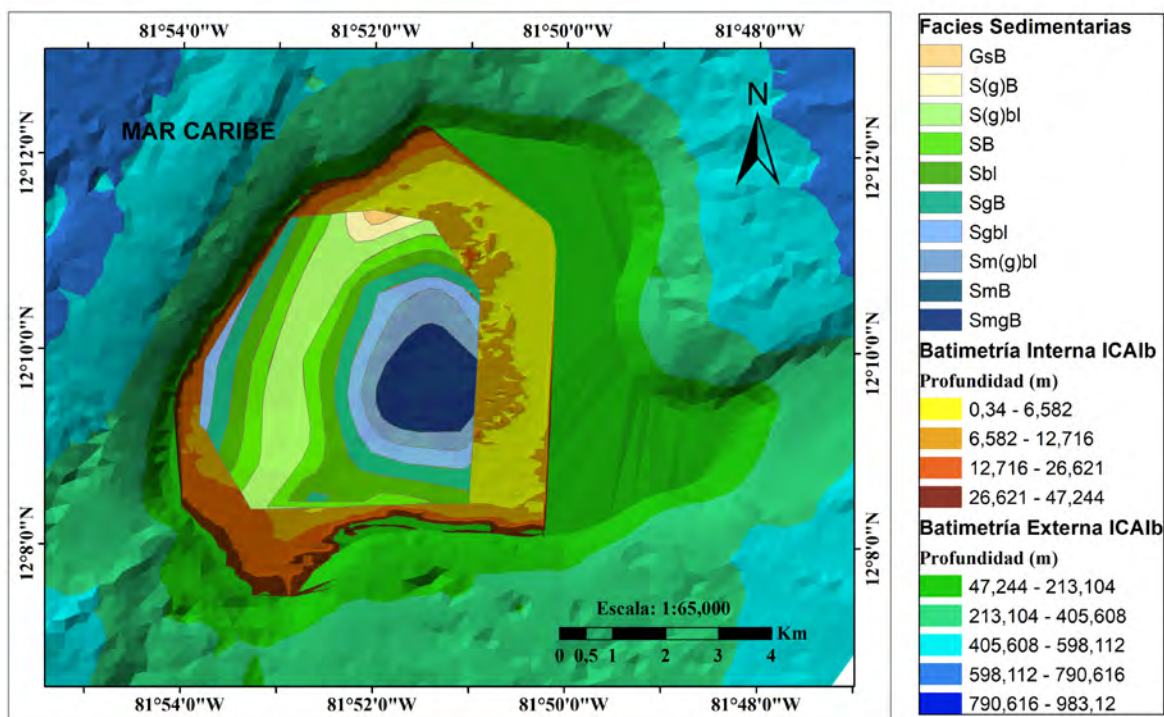 81°54'0"W 81°52'0"W 81°50'0"W 81°48'0"W
MAR CARIBE
N
12°12'0"N 12°12'0"N
12°10'0"N 12°10'0"N
12°8'0"N 12°8'0"N
Escala: 1:65,000
Km
0 0,5 1 2 3 4
81°54'0"W 81°52'0"W 81°50'0"W 81°48'0"W
Facies Sedimentarias
GsB
S(g)B
S(g)bl
SB
Sbl
SgB
Sgbl
Sm(g)bl
SmB
SmgB
Batimetría Interna ICAlb
Profundidad (m)
0,34 - 6,582
6,582 - 12,716
12,716 - 26,621
26,621 - 47,244
Batimetría Externa ICAlb
Profundidad (m)
47,244 - 213,104
213,104 - 405,608
405,608 - 598,112
598,112 - 790,616
790,616 - 983,12